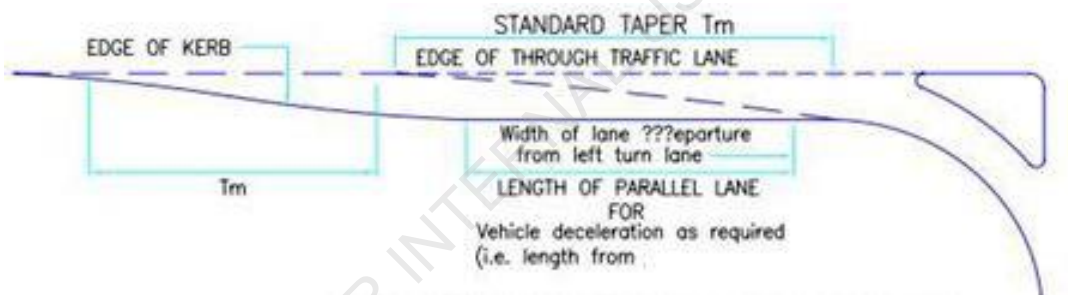 STANDARD TAPER Tm
EDGE OF KERB
EDGE OF THROUGH TRAFFIC LANE
Width of lane ???eparture
from left turn lane
Tm
LENGTH OF PARALLEL LANE
FOR
Vehicle deceleration as required
(i.e. length from